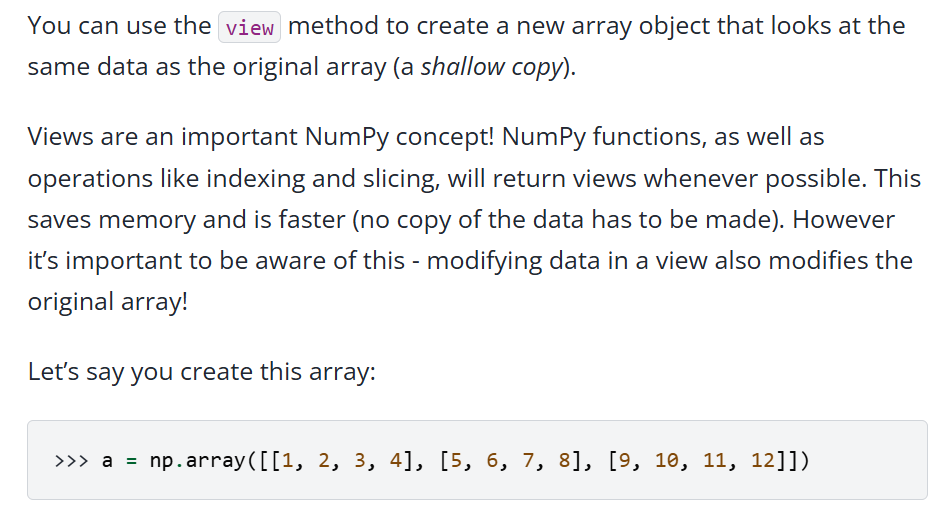 You can use the view method to create a new array object that looks at the
same data as the original array (a shallow copy).
Views are an important NumPy concept! NumPy functions, as well as
operations like indexing and slicing, will return views whenever possible. This
saves memory and is faster (no copy of the data has to be made). However
it’s important to be aware of this - modifying data in a view also modifies the
original array!
Let’s say you create this array:
>>> a = np.array([[1, 2, 3, 4], [5, 6, 7, 8], [9, 10, 11, 12]])